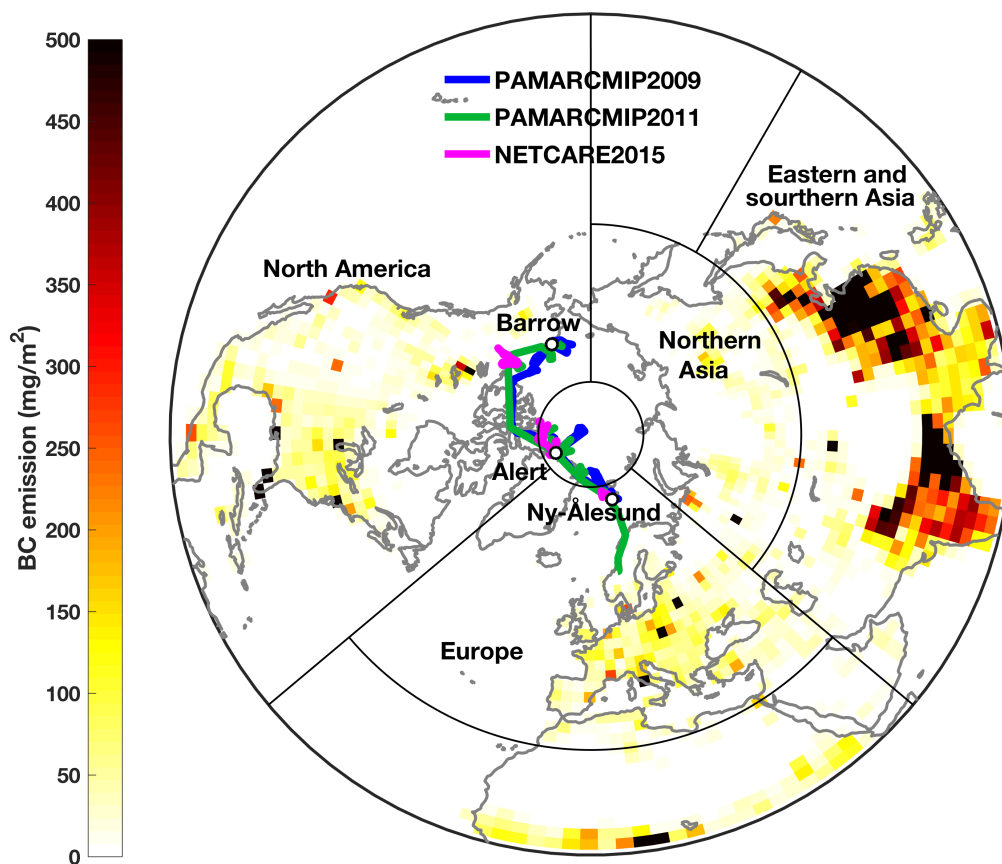 BC emission (mg/m²)
500
450
400
350
300
250
200
150
100
50
0
PAMARCMIP2009
PAMARCMIP2011
NETCARE2015
Eastern and
sourthern Asia
North America
Barrow
Northern
Asia
Alert
Ny-Ålesund
Europe